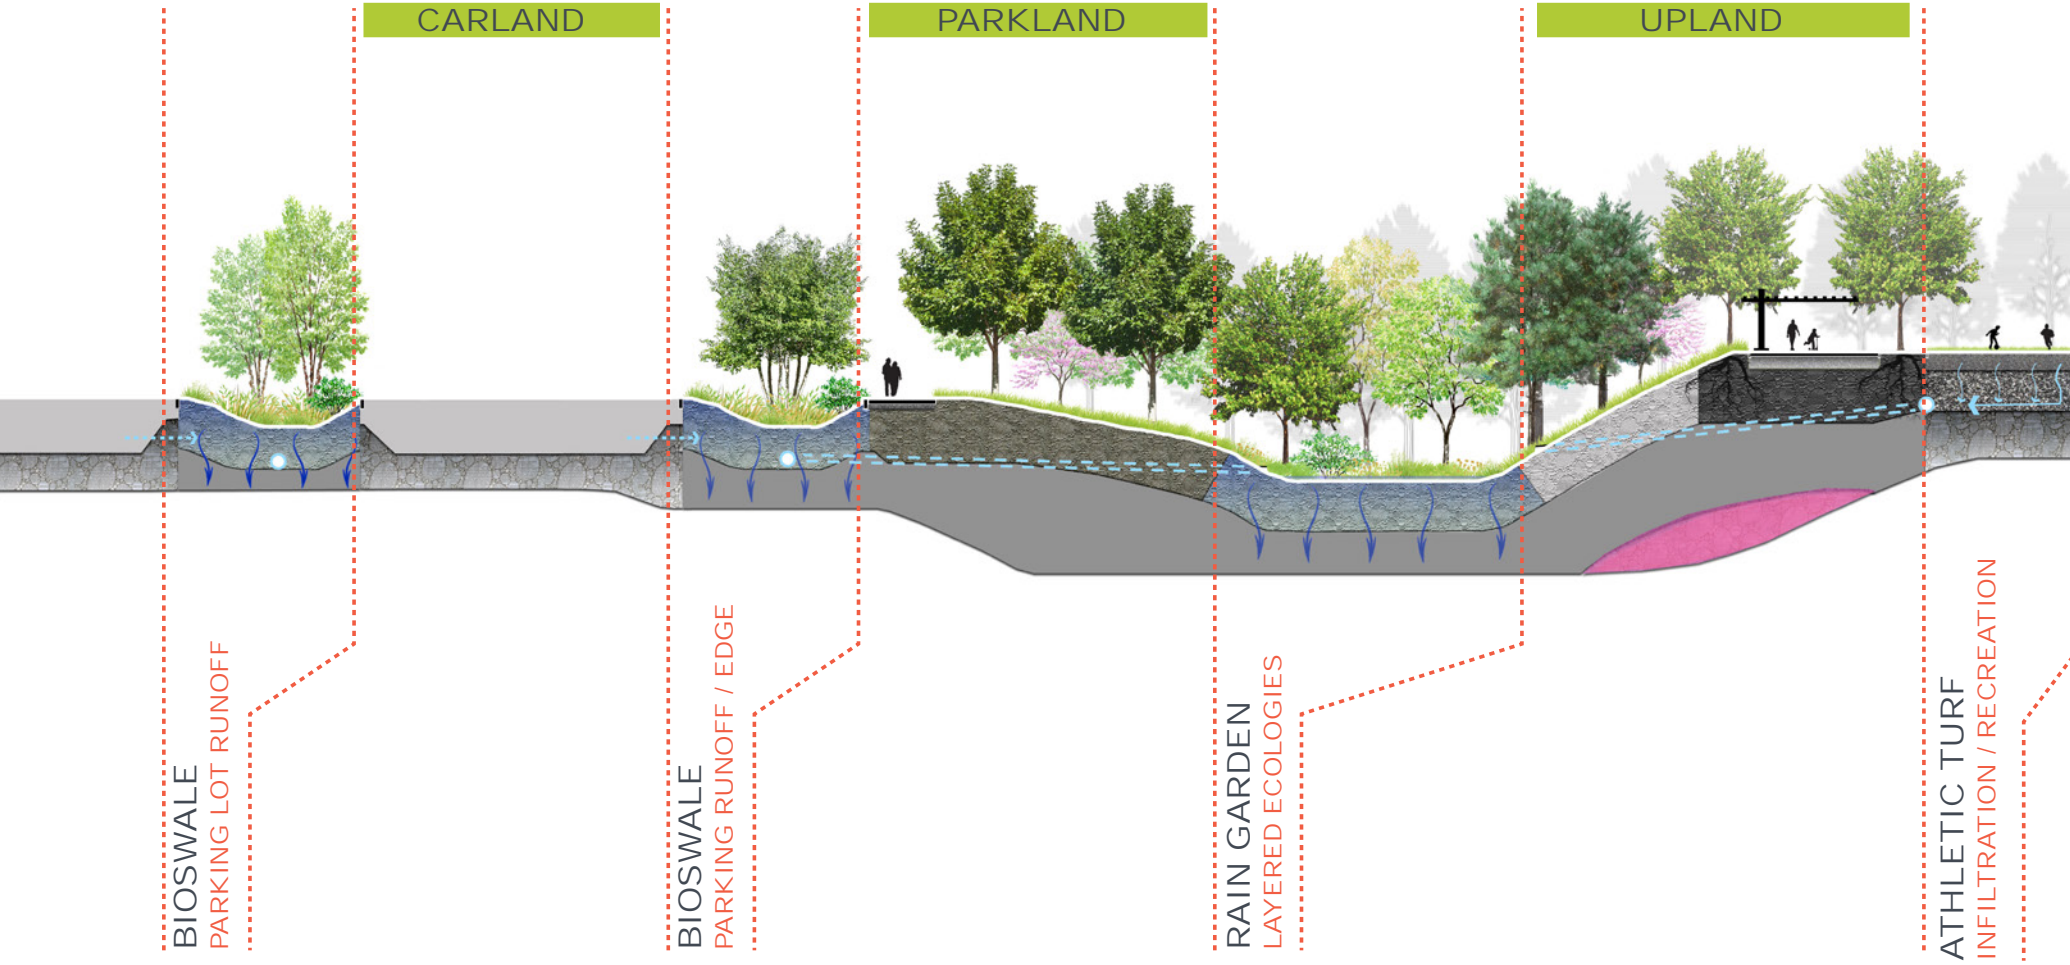 CARLAND
PARKLAND
UPLAND
BIOSWALE
PARKING LOT RUNOFF
BIOSWALE
PARKING RUNOFF / EDGE
RAIN GARDEN
LAYERED ECOLOGIES
ATHLETIC TURF
INFILTRATION / RECREATION